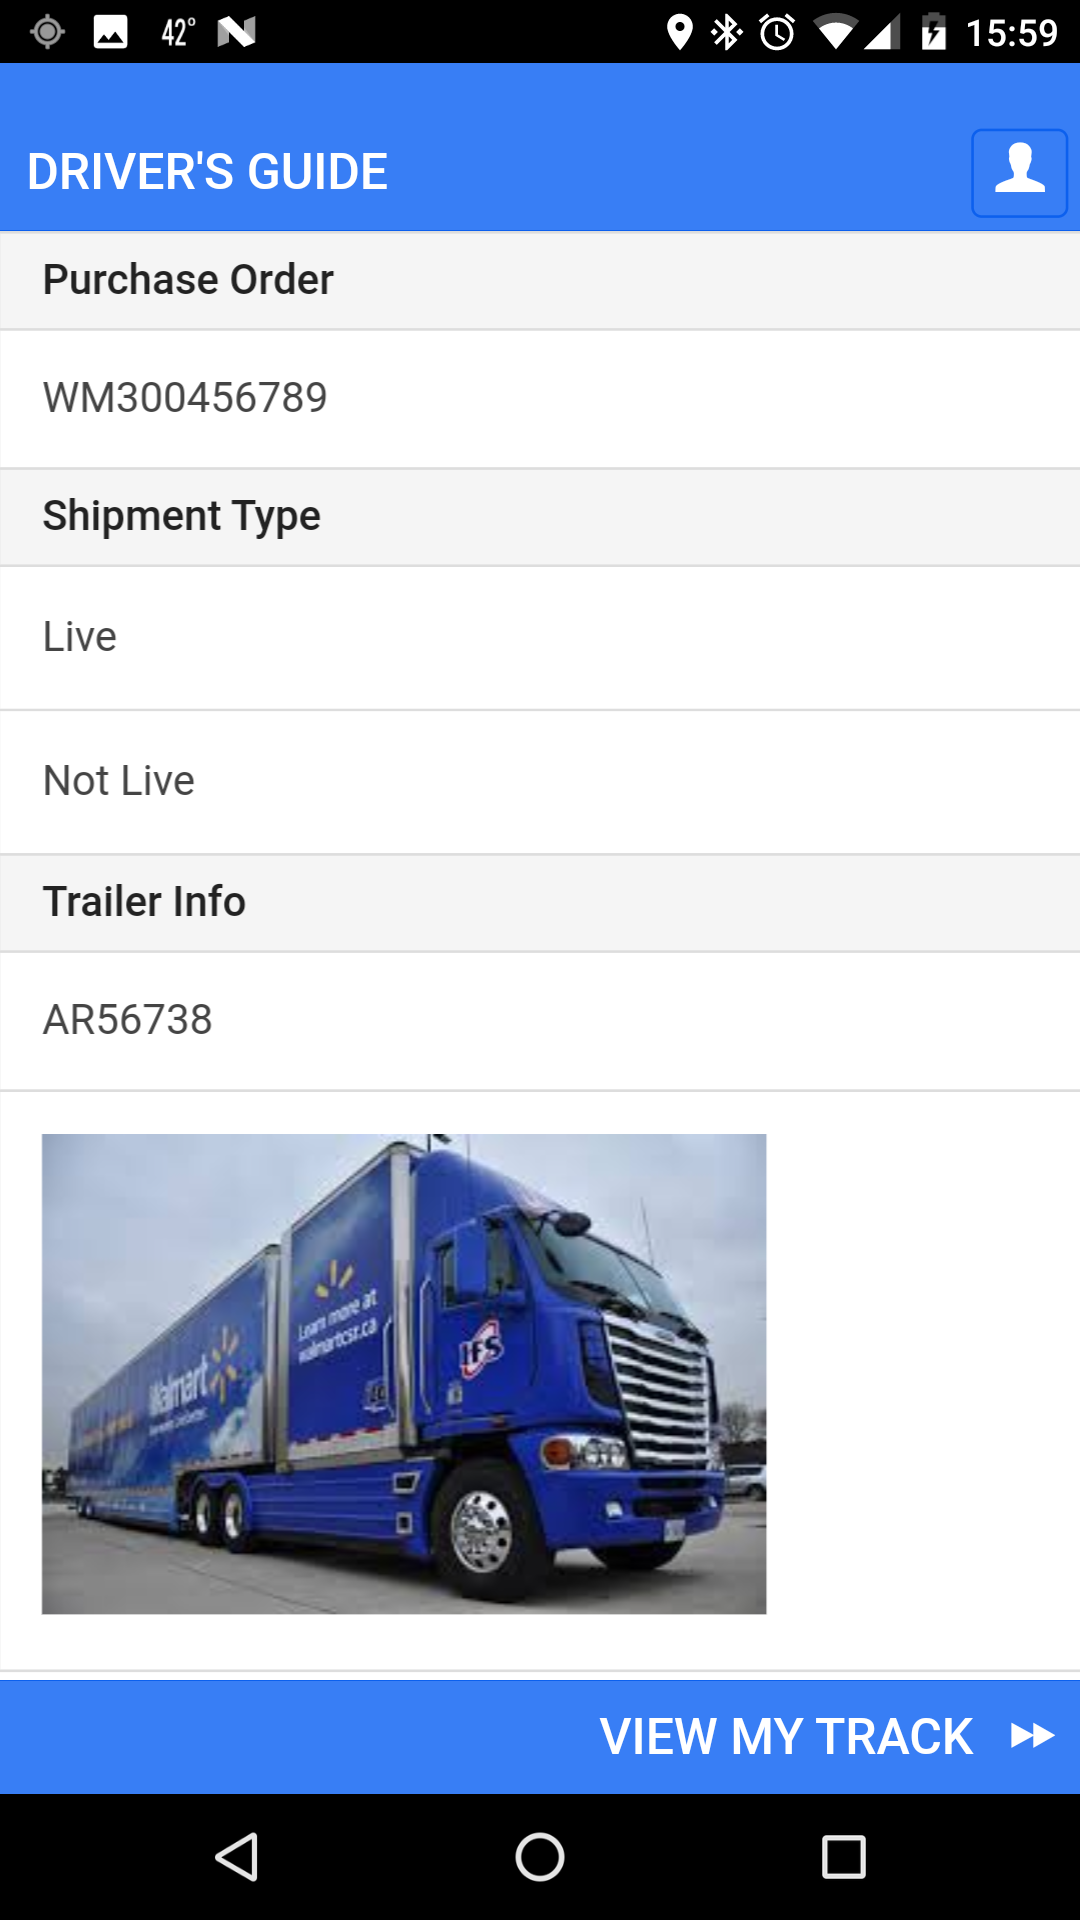 42°
15:59
DRIVER'S GUIDE
Purchase Order
WM300456789
Shipment Type
Live
Not Live
Trailer Info
AR56738
Learn more at
walmartcsr.ca
Walmart
IFS
VIEW MY TRACK